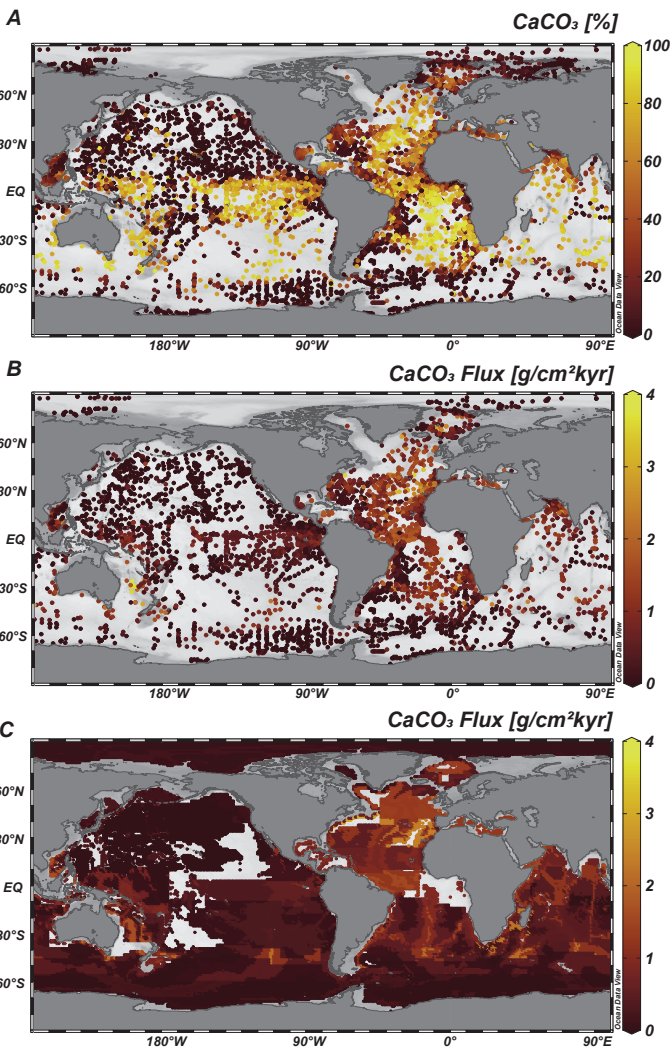 A
CaCO₃ [%]
60°N
30°N
EQ
30°S
60°S
180°W
90°W
0°
90°E
100
80
60
40
20
0
Ocean Data View
B
CaCO₃ Flux [g/cm²kyr]
60°N
30°N
EQ
30°S
60°S
180°W
90°W
0°
90°E
4
3
2
1
0
Ocean Data View
C
CaCO₃ Flux [g/cm²kyr]
60°N
30°N
EQ
30°S
60°S
180°W
90°W
0°
90°E
4
3
2
1
0
Ocean Data View